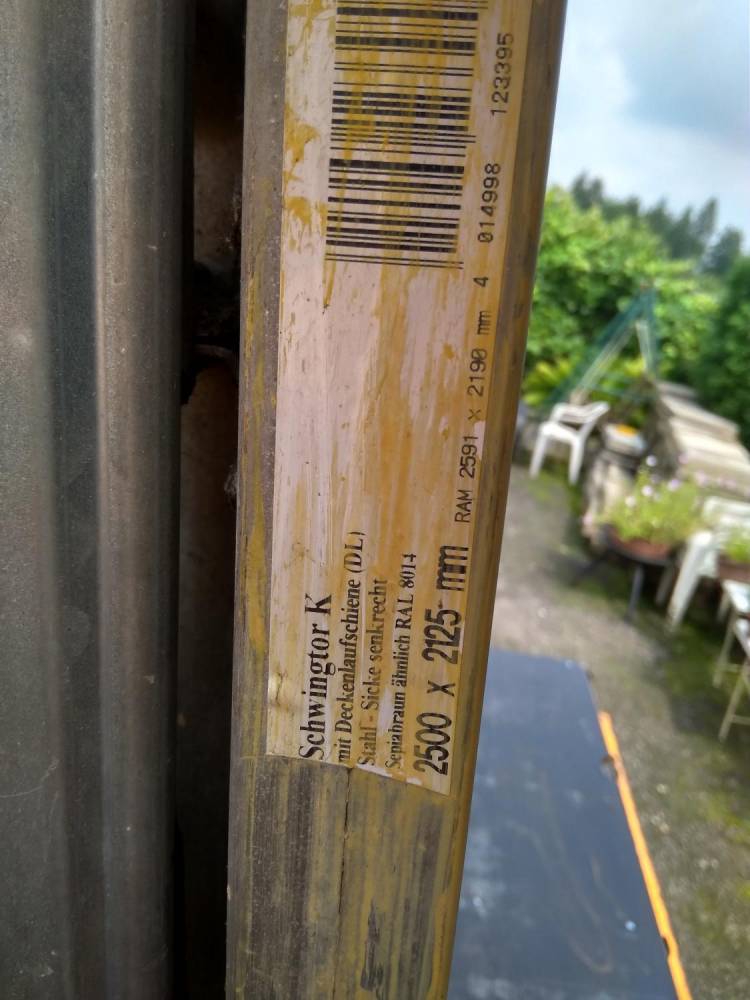 Schwingtor K
mit Deckenlaufschiene (DL)
Stahl - Sicke senkrecht
Sepiabraun ähnlich RAL 8014
2500 x 2125 mm
RAM 2591 x 2190 mm
4 014998 123395